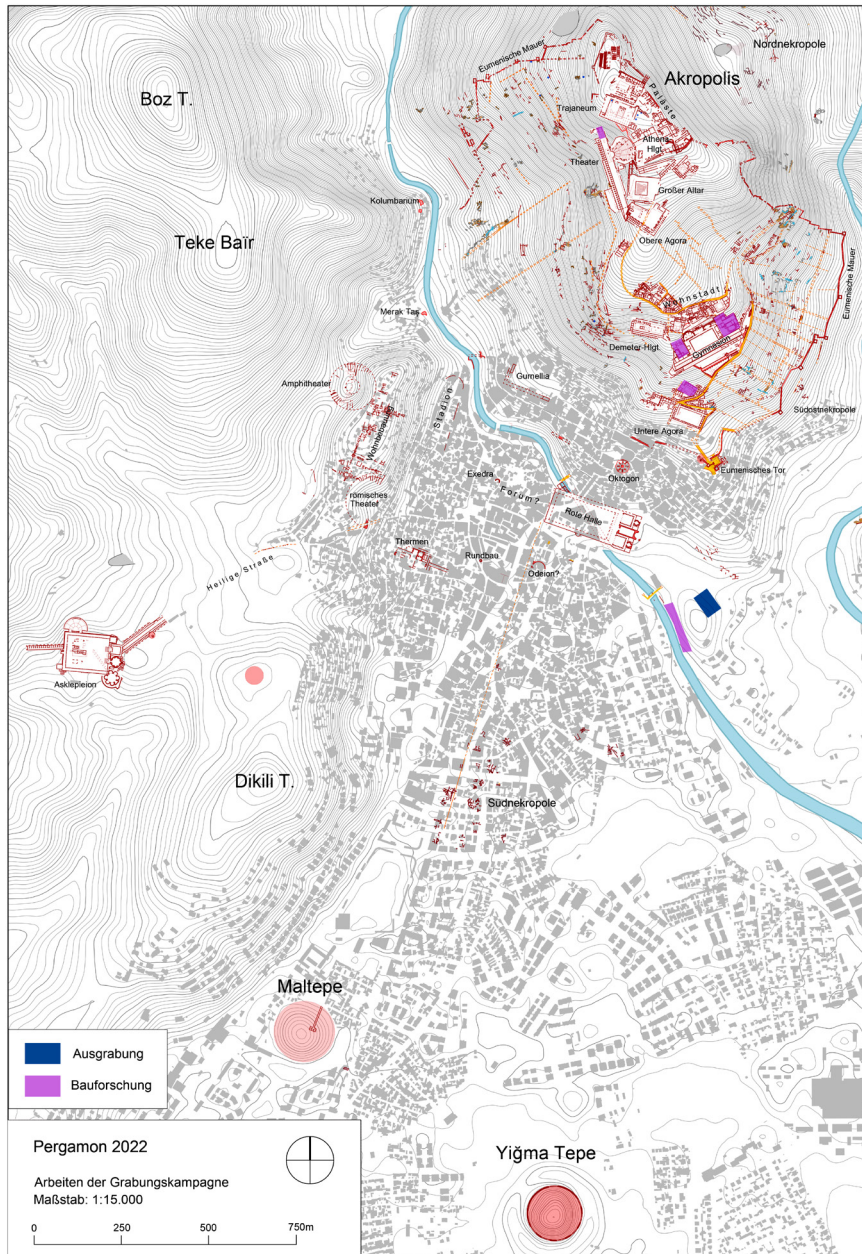 Nordnekropole
Eumenische Mauer
Akropolis
Boz T.
Paläste
Trajaneum
Athena
Hlgt.
Theater
Kolumbarium
Großer Altar
Teke Baïr
Obere Agora
Eumenische Mauer
Wohnstadt
Merak Taş
Demeter-Hlgt.
Gymnasion
Gurnellia
Amphitheater
Stadion
Wohnbebauung
Südostnekropole
Untere Agora
Eumenisches Tor
Exedra
Oktogon
römisches
Theater
Forum?
Rote Halle
Thermen
Rundbau
Odeion?
Heilige Straße
Asklepieion
Dikili T.
Südnekropole
Maltepe
Ausgrabung
Bauforschung
Pergamon 2022
Arbeiten der Grabungskampagne
Maßstab: 1:15.000
0 250 500 750m
Yiğma Tepe